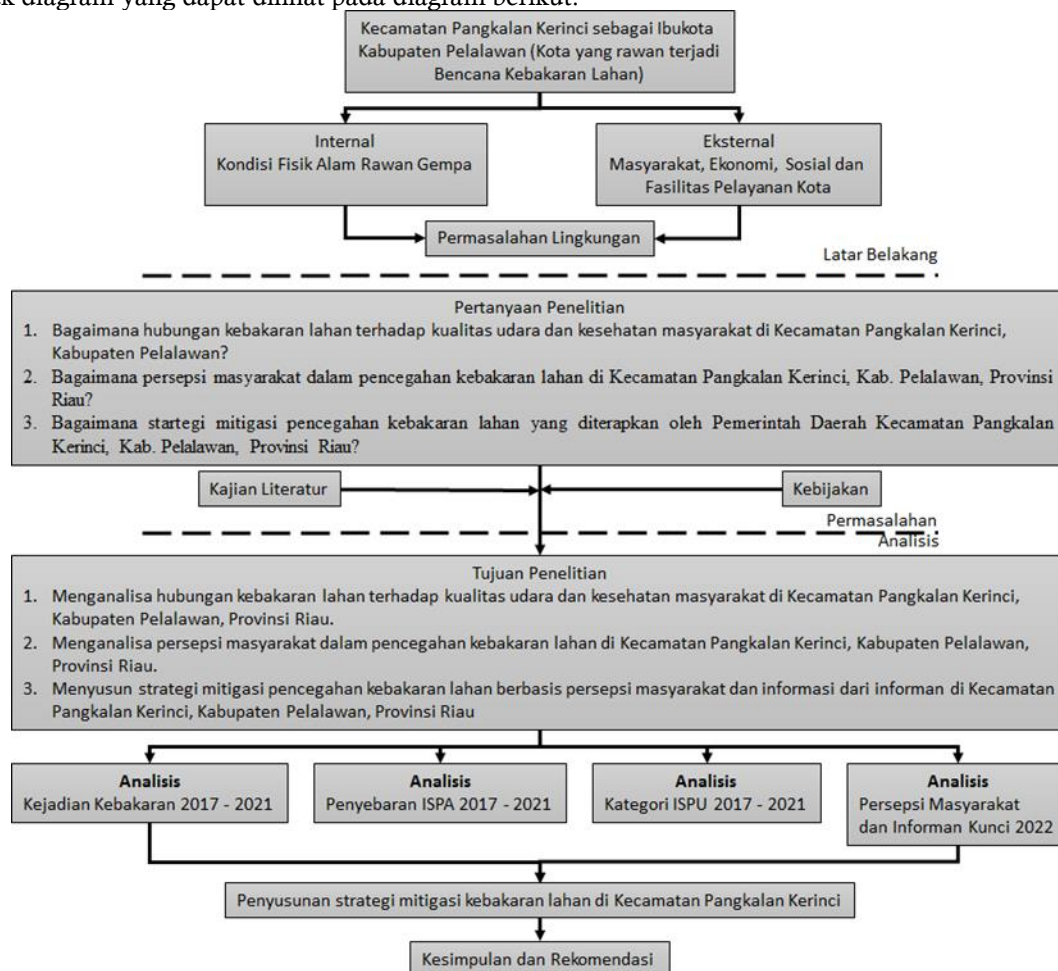 diagram yang dapat dilihat pada diagram berikut.
Kecamatan Pangkalan Kerinci sebagai Ibukota
Kabupaten Pelalawan (Kota yang rawan terjadi
Bencana Kebakaran Lahan)
Internal
Kondisi Fisik Alam Rawan Gempa
Eksternal
Masyarakat, Ekonomi, Sosial dan
Fasilitas Pelayanan Kota
Permasalahan Lingkungan
Latar Belakang
Pertanyaan Penelitian
1. Bagaimana hubungan kebakaran lahan terhadap kualitas udara dan kesehatan masyarakat di Kecamatan Pangkalan Kerinci,
Kabupaten Pelalawan?
2. Bagaimana persepsi masyarakat dalam pencegahan kebakaran lahan di Kecamatan Pangkalan Kerinci, Kab. Pelalawan, Provinsi
Riau?
3. Bagaimana startegi mitigasi pencegahan kebakaran lahan yang diterapkan oleh Pemerintah Daerah Kecamatan Pangkalan
Kerinci, Kab. Pelalawan, Provinsi Riau?
Kajian Literatur
Kebijakan
Permasalahan
Analisis
Tujuan Penelitian
1. Menganalisa hubungan kebakaran lahan terhadap kualitas udara dan kesehatan masyarakat di Kecamatan Pangkalan Kerinci,
Kabupaten Pelalawan, Provinsi Riau.
2. Menganalisa persepsi masyarakat dalam pencegahan kebakaran lahan di Kecamatan Pangkalan Kerinci, Kabupaten Pelalawan,
Provinsi Riau.
3. Menyusun strategi mitigasi pencegahan kebakaran lahan berbasis persepsi masyarakat dan informasi dari informan di Kecamatan
Pangkalan Kerinci, Kabupaten Pelalawan, Provinsi Riau
Analisis
Kejadian Kebakaran 2017 - 2021
Analisis
Penyebaran ISPA 2017 - 2021
Analisis
Kategori ISPU 2017 - 2021
Analisis
Persepsi Masyarakat
dan Informan Kunci 2022
Penyusunan strategi mitigasi kebakaran lahan di Kecamatan Pangkalan Kerinci
Kesimpulan dan Rekomendasi